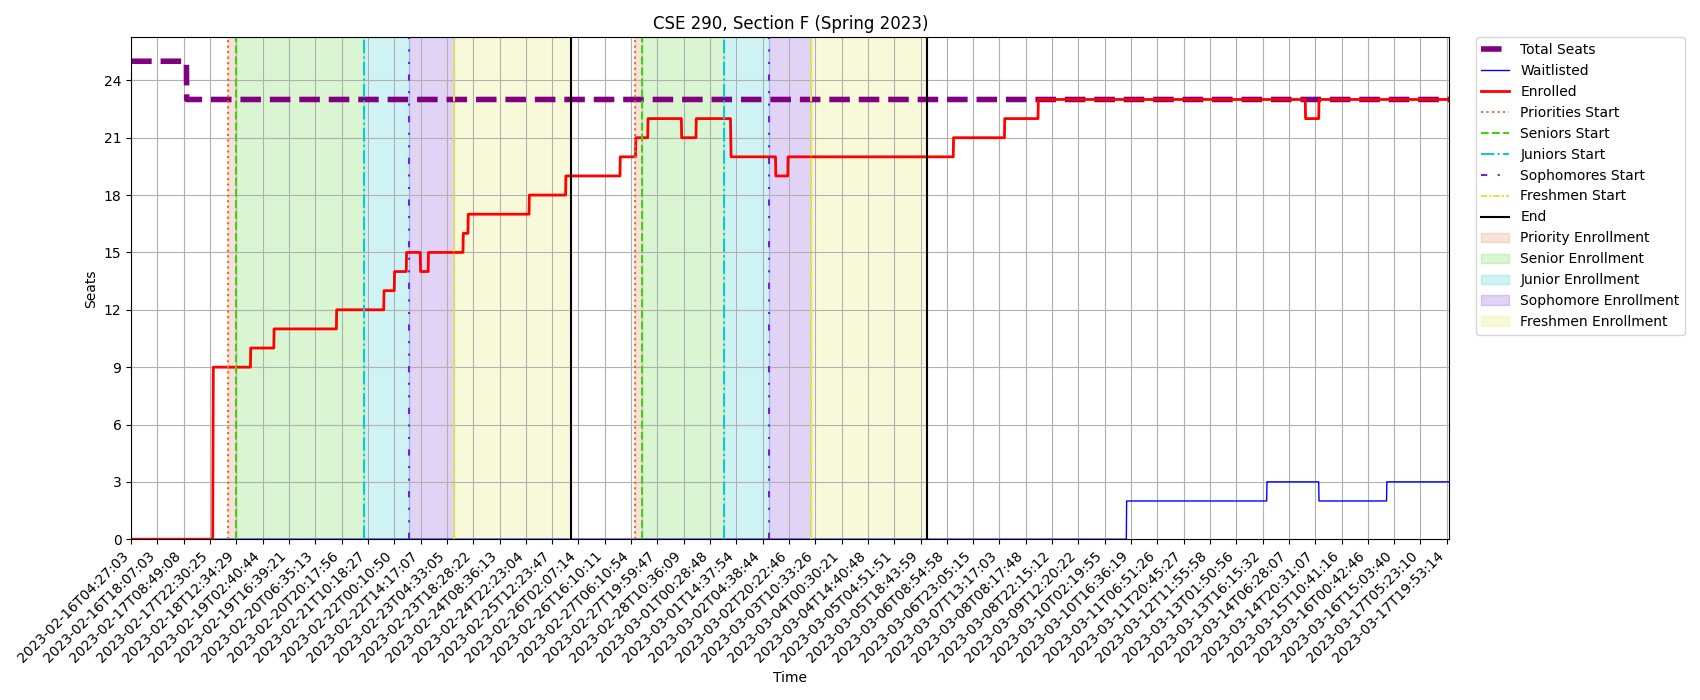 CSE 290, Section F (Spring 2023)
Seats
24
21
18
15
12
9
6
3
0
2023-02-16T04:27:03
2023-02-16T18:07:03
2023-02-17T08:49:08
2023-02-17T22:30:25
2023-02-18T12:34:29
2023-02-19T02:40:44
2023-02-19T16:39:21
2023-02-20T06:35:13
2023-02-20T20:17:56
2023-02-21T10:18:27
2023-02-22T00:10:50
2023-02-22T14:17:07
2023-02-23T04:33:05
2023-02-23T18:28:22
2023-02-24T08:36:13
2023-02-24T22:23:04
2023-02-25T12:23:47
2023-02-26T02:07:14
2023-02-26T16:10:11
2023-02-27T06:10:54
2023-02-27T19:59:47
2023-02-28T10:36:09
2023-03-01T00:28:48
2023-03-01T14:37:54
2023-03-02T04:38:44
2023-03-02T20:22:46
2023-03-03T10:33:26
2023-03-04T00:30:21
2023-03-04T14:40:48
2023-03-05T04:51:51
2023-03-05T18:43:59
2023-03-06T08:54:58
2023-03-06T23:05:15
2023-03-07T13:17:03
2023-03-08T08:17:48
2023-03-08T22:15:12
2023-03-09T12:20:22
2023-03-10T02:19:55
2023-03-10T16:36:19
2023-03-11T06:51:26
2023-03-11T20:45:27
2023-03-12T11:55:58
2023-03-13T01:50:56
2023-03-13T16:15:32
2023-03-14T06:28:07
2023-03-14T20:31:07
2023-03-15T10:41:16
2023-03-16T00:42:46
2023-03-16T15:03:40
2023-03-17T05:23:10
2023-03-17T19:53:14
Time
Total Seats
Waitlisted
Enrolled
Priorities Start
Seniors Start
Juniors Start
Sophomores Start
Freshmen Start
End
Priority Enrollment
Senior Enrollment
Junior Enrollment
Sophomore Enrollment
Freshmen Enrollment